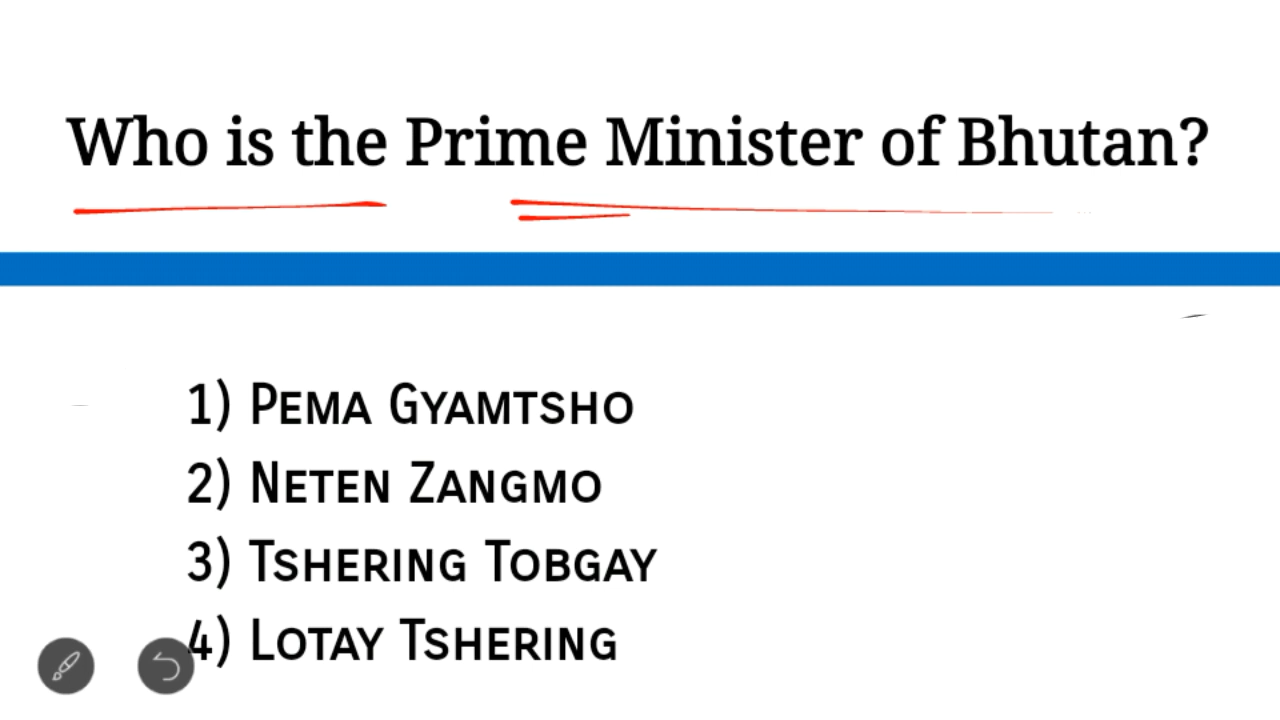 Who is the Prime Minister of Bhutan?
1) Pema Gyamtsho
2) Neten Zangmo
3) Tshering Tobgay
4) Lotay Tshering